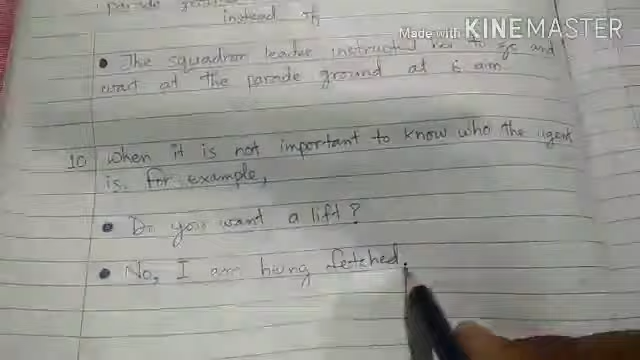 parade
instead of
Made with KINEMASTER
• The squadron leader instructed her to go and
wait at the parade ground at 6 am.
10 When it is not important to know who the agent
is. for example,
• Do you want a lift?
• No, I am being fetched.